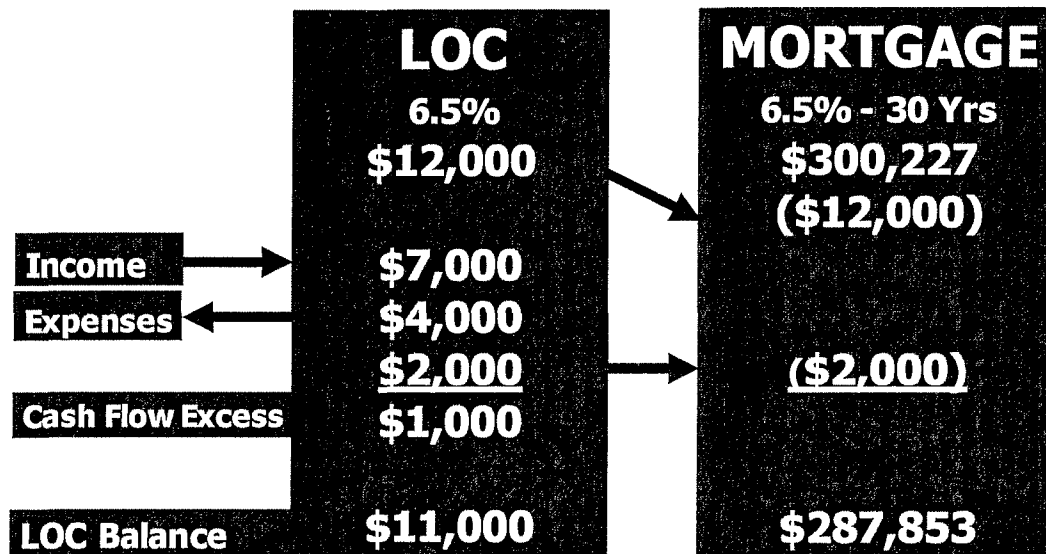 LOC MORTGAGE
6.5% 6.5% - 30 Yrs
$12,000 $300,227
($12,000)
Income $7,000
Expenses $4,000
$2,000 ($2,000)
Cash Flow Excess $1,000
LOC Balance $11,000 $287,853